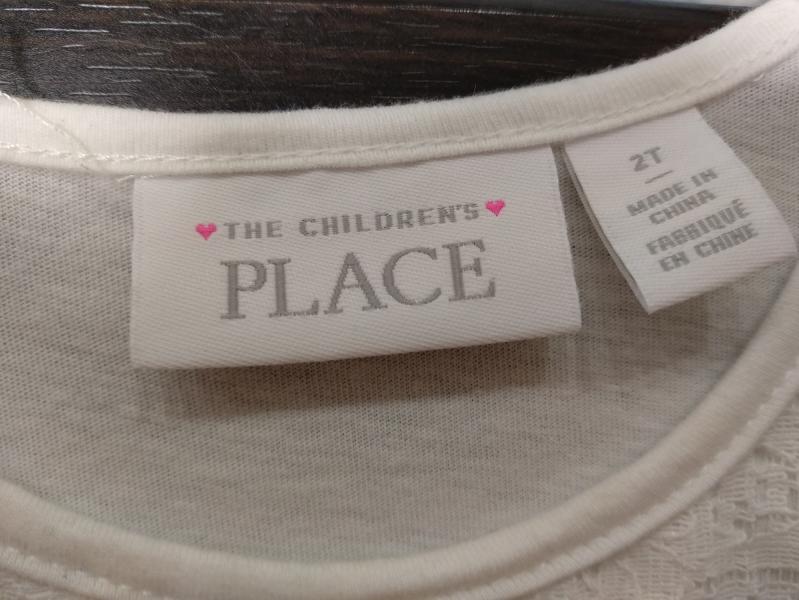 THE CHILDREN'S
PLACE
2T
MADE IN
CHINA
FABRIQUÉ
EN CHINE